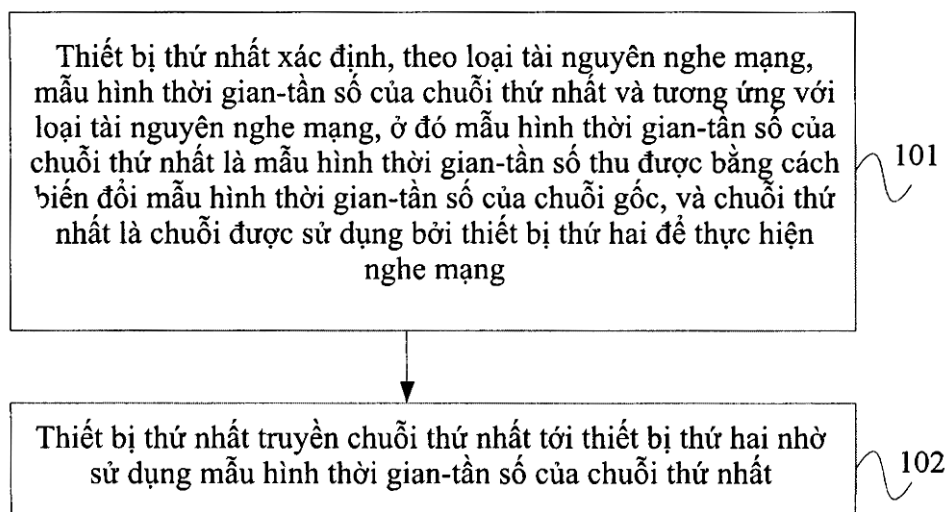 Thiết bị thứ nhất xác định, theo loại tài nguyên nghe mạng,
mẫu hình thời gian-tần số của chuỗi thứ nhất và tương ứng với
loại tài nguyên nghe mạng, ở đó mẫu hình thời gian-tần số của
chuỗi thứ nhất là mẫu hình thời gian-tần số thu được bằng cách
biến đổi mẫu hình thời gian-tần số của chuỗi gốc, và chuỗi thứ
nhất là chuỗi được sử dụng bởi thiết bị thứ hai để thực hiện
nghe mạng
101
Thiết bị thứ nhất truyền chuỗi thứ nhất tới thiết bị thứ hai nhờ
sử dụng mẫu hình thời gian-tần số của chuỗi thứ nhất
102